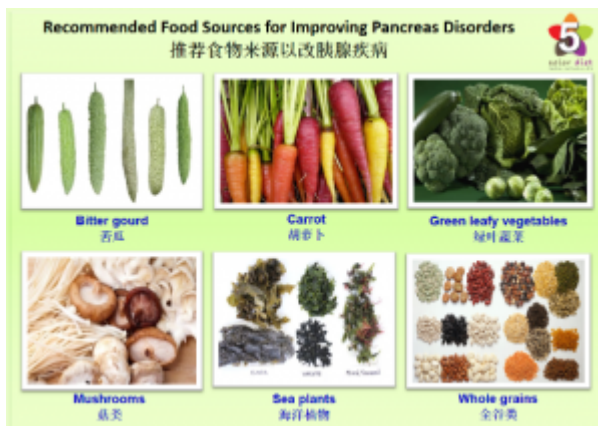 Recommended Food Sources for Improving Pancreas Disorders
推荐食物来源以改胰腺疾病
5
Bitter gourd
苦瓜
Carrot
胡萝卜
Green leafy vegetables
绿叶蔬菜
Mushrooms
菇类
Sea plants
海洋植物
Whole grains
全谷类